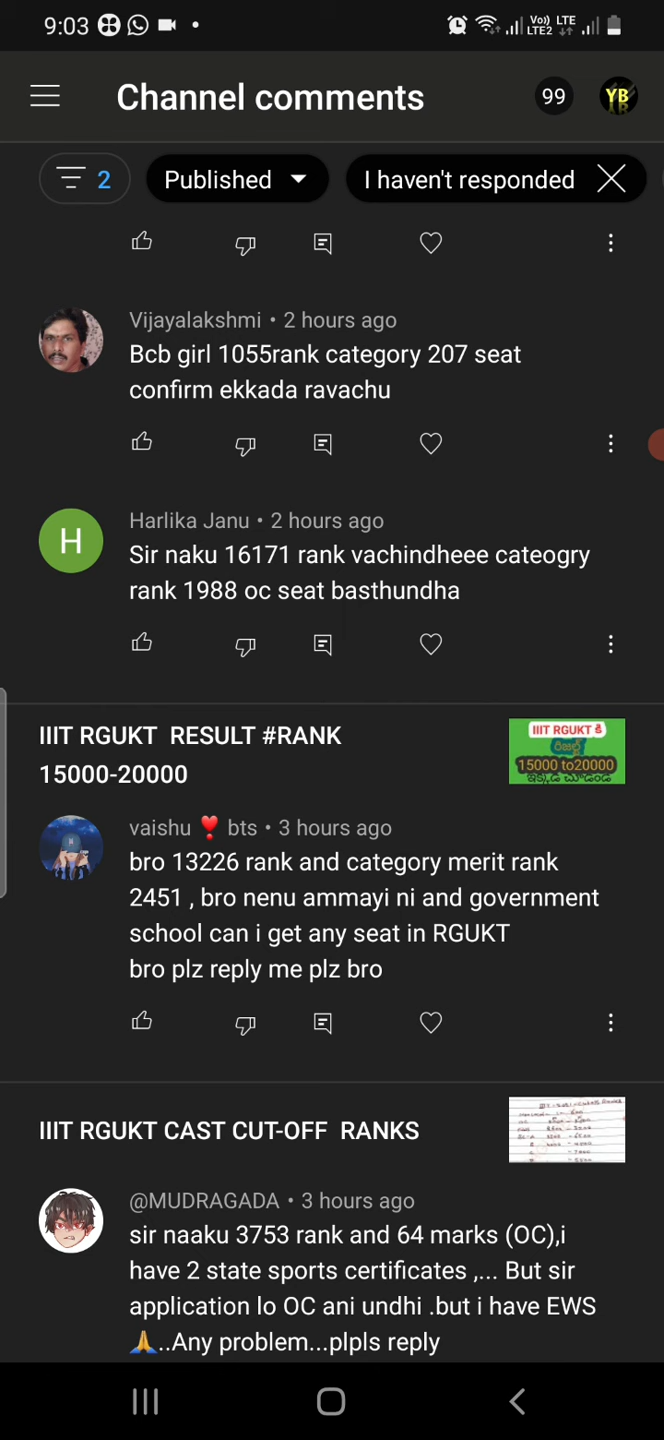 9:03
Vo)) LTE
LTE2
Channel comments
99
YB
2
Published
I haven't responded
Vijayalakshmi • 2 hours ago
Bcb girl 1055rank category 207 seat
confirm ekkada ravachu
H
Harlika Janu • 2 hours ago
Sir naku 16171 rank vachindheee cateogry
rank 1988 oc seat basthundha
IIIT RGUKT RESULT #RANK
15000-20000
IIIT RGUKT కి
రిజల్ట్
15000 to20000
ఇక్కడ చూడండి
vaishu ❣️ bts • 3 hours ago
bro 13226 rank and category merit rank
2451 , bro nenu ammayi ni and government
school can i get any seat in RGUKT
bro plz reply me plz bro
IIIT RGUKT CAST CUT-OFF RANKS
@MUDRAGADA • 3 hours ago
sir naaku 3753 rank and 64 marks (OC),i
have 2 state sports certificates ,... But sir
application lo OC ani undhi .but i have EWS
🙏..Any problem...plpls reply